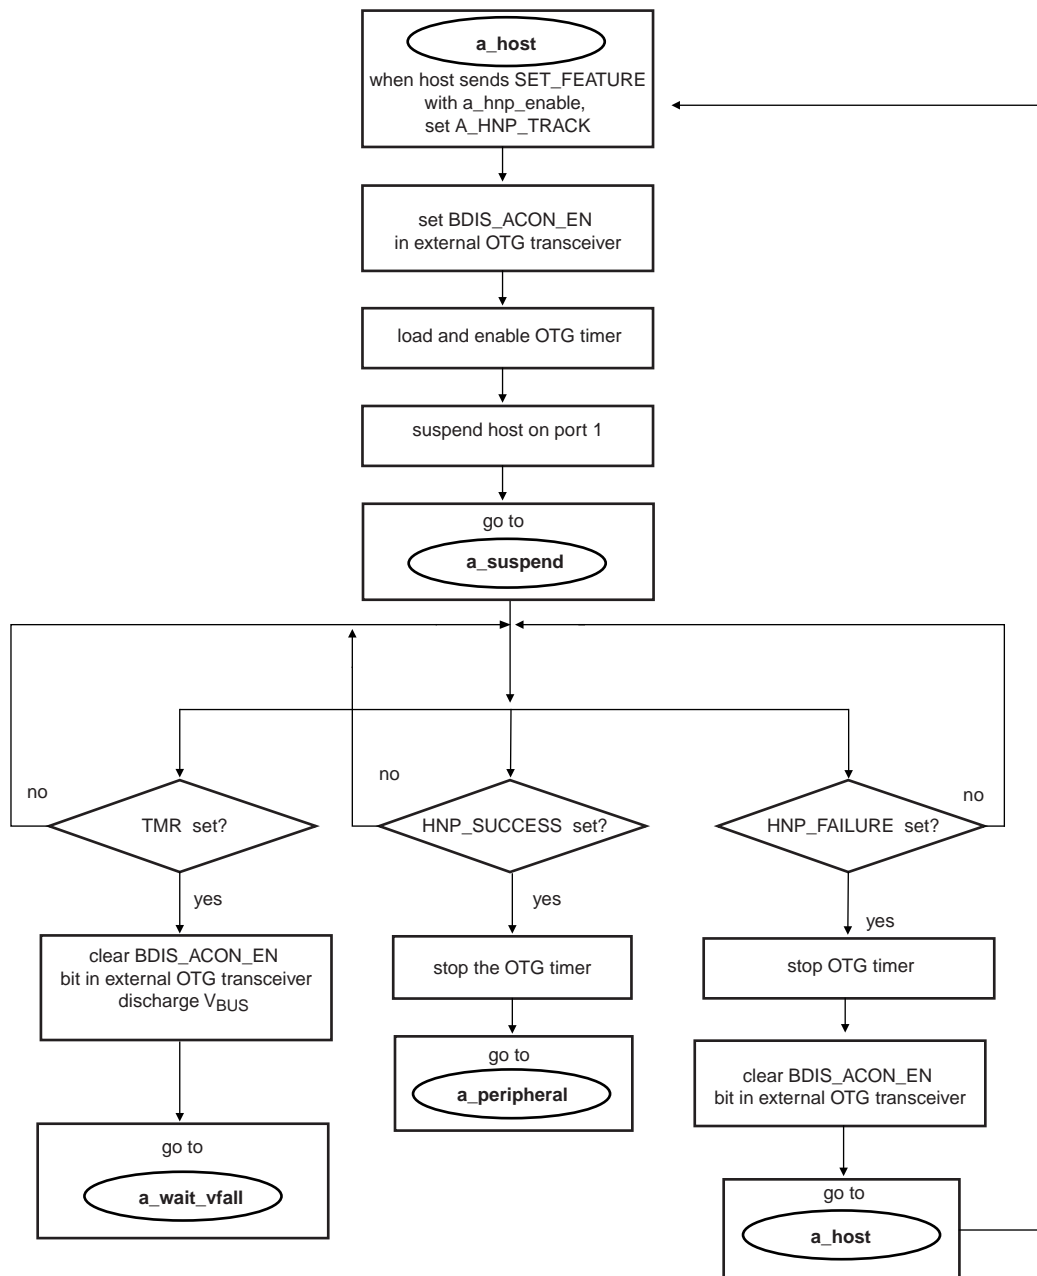 a_host
when host sends SET_FEATURE
with a_hnp_enable,
set A_HNP_TRACK
set BDIS_ACON_EN
in external OTG transceiver
load and enable OTG timer
suspend host on port 1
go to
a_suspend
no
no
no
TMR set?
HNP_SUCCESS set?
HNP_FAILURE set?
yes
yes
yes
clear BDIS_ACON_EN
bit in external OTG transceiver
discharge VBUS
stop the OTG timer
stop OTG timer
go to
a_peripheral
clear BDIS_ACON_EN
bit in external OTG transceiver
go to
a_wait_vfall
go to
a_host